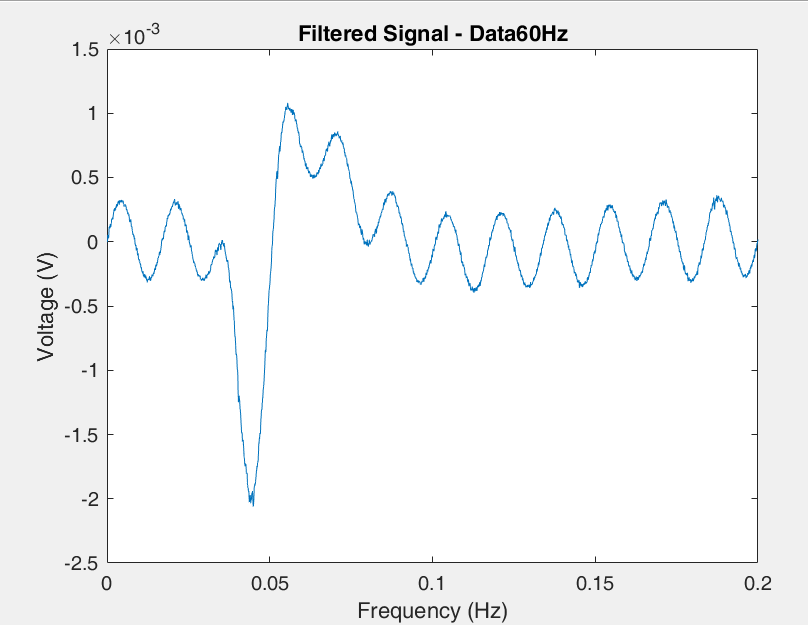 Filtered Signal - Data60Hz
×10⁻³
1.5
1
0.5
0
-0.5
-1
-1.5
-2
-2.5
Voltage (V)
0 0.05 0.1 0.15 0.2
Frequency (Hz)